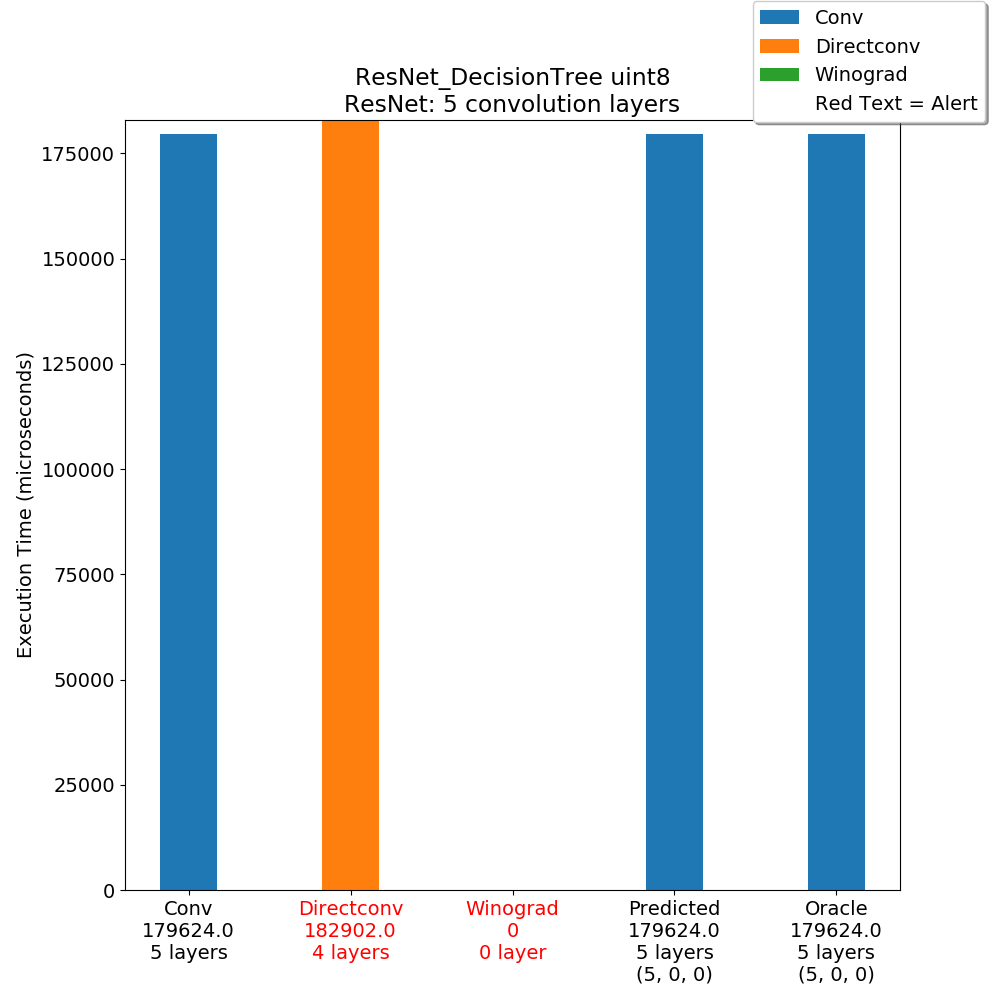 Conv
Directconv
Winograd
Red Text = Alert
ResNet_DecisionTree uint8
ResNet: 5 convolution layers
Execution Time (microseconds)
175000
150000
125000
100000
75000
50000
25000
0
Conv
179624.0
5 layers
Directconv
182902.0
4 layers
Winograd
0
0 layer
Predicted
179624.0
5 layers
(5, 0, 0)
Oracle
179624.0
5 layers
(5, 0, 0)